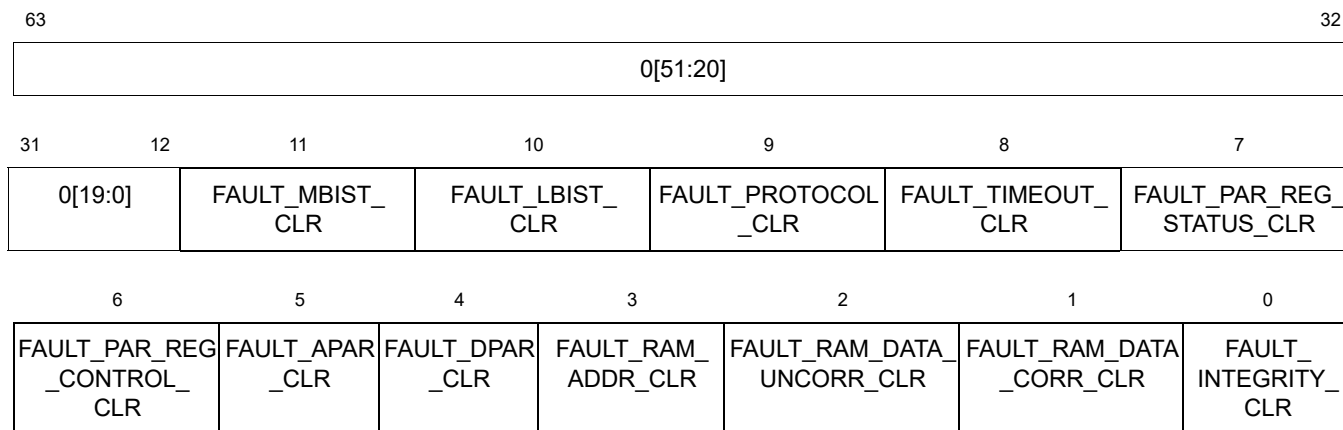 63 32
0[51:20]
31 12 11 10 9 8 7
0[19:0] FAULT_MBIST_ FAULT_LBIST_ FAULT_PROTOCOL FAULT_TIMEOUT_ FAULT_PAR_REG_
CLR CLR _CLR CLR STATUS_CLR
6 5 4 3 2 1 0
FAULT_PAR_REG FAULT_APAR FAULT_DPAR FAULT_RAM_ FAULT_RAM_DATA_ FAULT_RAM_DATA FAULT_
_CONTROL_ _CLR _CLR ADDR_CLR UNCORR_CLR _CORR_CLR INTEGRITY_
CLR CLR